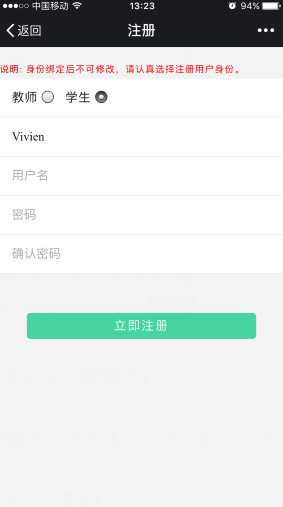 中国移动 13:23 94%
返回 注册
说明: 身份绑定后不可修改，请认真选择注册用户身份。
教师 学生
Vivien
用户名
密码
确认密码
立即注册